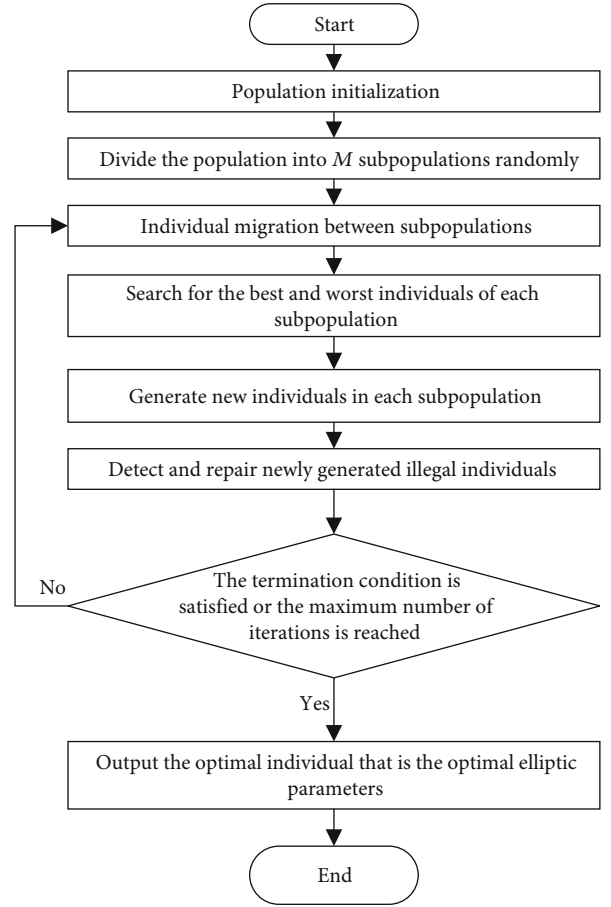 Start
Population initialization
Divide the population into M subpopulations randomly
Individual migration between subpopulations
Search for the best and worst individuals of each
subpopulation
Generate new individuals in each subpopulation
Detect and repair newly generated illegal individuals
No
The termination condition is
satisfied or the maximum number of
iterations is reached
Yes
Output the optimal individual that is the optimal elliptic
parameters
End